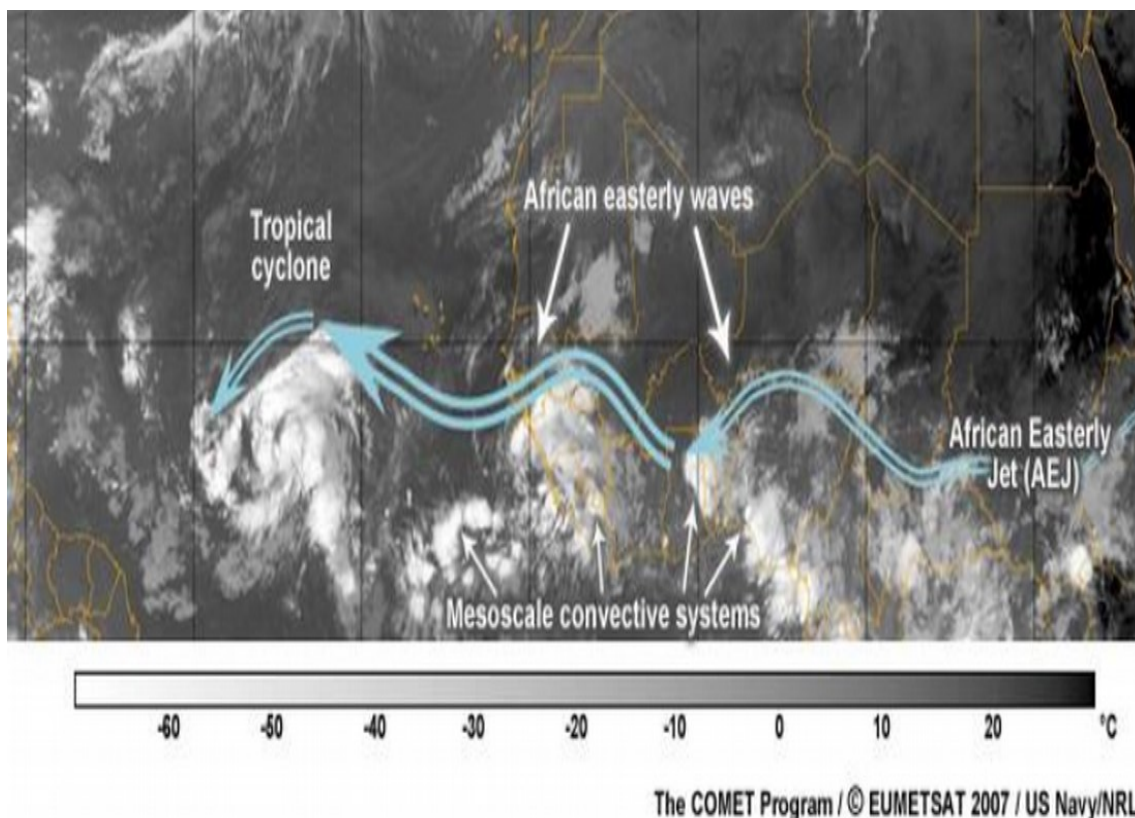 African easterly waves
Tropical
cyclone
African Easterly
Jet (AEJ)
Mesoscale convective systems
-60 -50 -40 -30 -20 -10 0 10 20 °C
The COMET Program / © EUMETSAT 2007 / US Navy/NRL